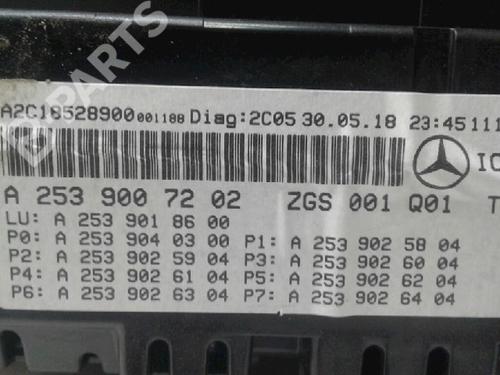 PARTS
A2C18528900001188 Diag:2C05 30.05.18 23:45111
IC
A 253 900 72 02 ZGS 001 Q01 T
LU: A 253 901 86 00
P0: A 253 904 03 00 P1: A 253 902 58 04
P2: A 253 902 59 04 P3: A 253 902 60 04
P4: A 253 902 61 04 P5: A 253 902 62 04
P6: A 253 902 63 04 P7: A 253 902 64 04